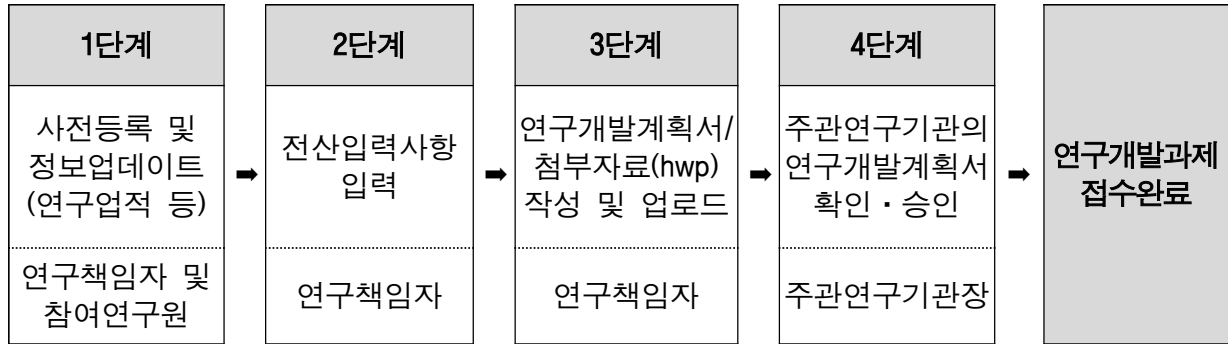 1단계
사전등록 및
정보업데이트
(연구업적 등)
연구책임자 및
참여연구원
➡
2단계
전산입력사항
입력
연구책임자
➡
3단계
연구개발계획서/
첨부자료(hwp)
작성 및 업로드
연구책임자
➡
4단계
주관연구기관의
연구개발계획서
확인・승인
주관연구기관장
➡
연구개발과제
접수완료